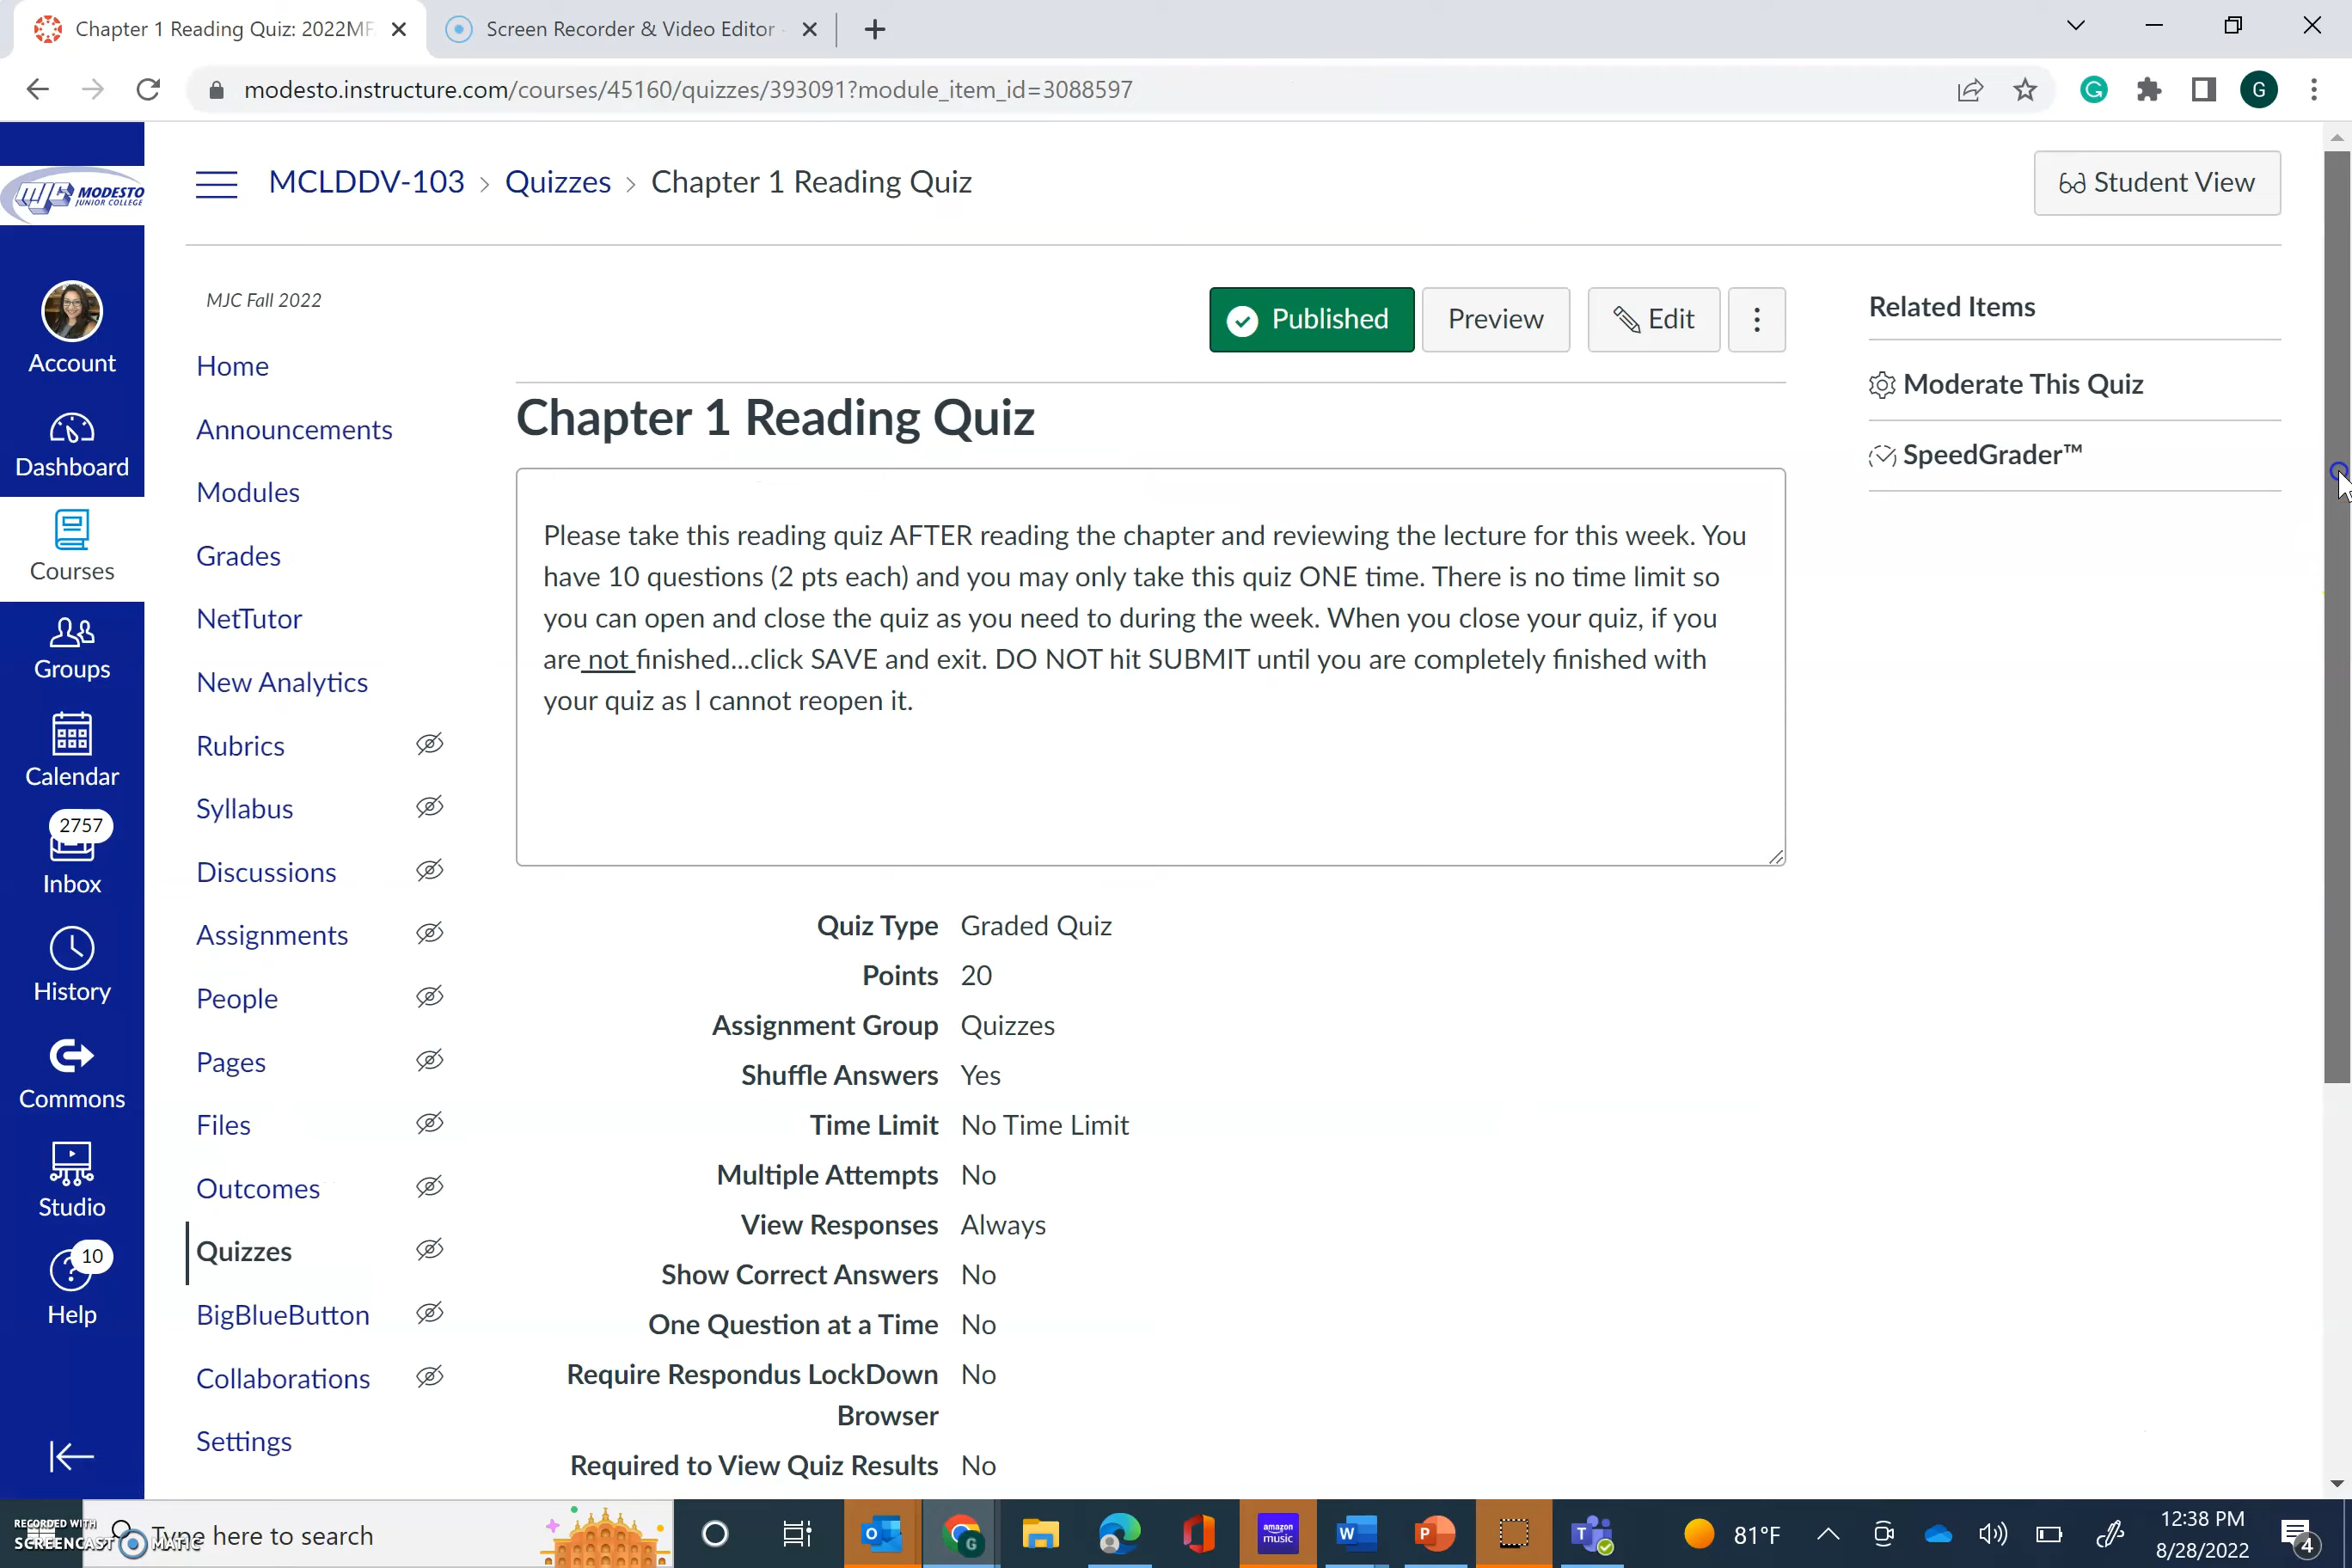 Chapter 1 Reading Quiz: 2022MF
Screen Recorder & Video Editor
modesto.instructure.com/courses/45160/quizzes/393091?module_item_id=3088597
G
MJC MODESTO
JUNIOR COLLEGE
MCLDDV-103 > Quizzes > Chapter 1 Reading Quiz
Student View
Account
Dashboard
Courses
Groups
Calendar
2757
Inbox
History
Commons
Studio
10
Help
MJC Fall 2022
Home
Announcements
Modules
Grades
NetTutor
New Analytics
Rubrics
Syllabus
Discussions
Assignments
People
Pages
Files
Outcomes
Quizzes
BigBlueButton
Collaborations
Settings
Published
Preview
Edit
Chapter 1 Reading Quiz
Please take this reading quiz AFTER reading the chapter and reviewing the lecture for this week. You
have 10 questions (2 pts each) and you may only take this quiz ONE time. There is no time limit so
you can open and close the quiz as you need to during the week. When you close your quiz, if you
are not finished...click SAVE and exit. DO NOT hit SUBMIT until you are completely finished with
your quiz as I cannot reopen it.
Quiz Type Graded Quiz
Points 20
Assignment Group Quizzes
Shuffle Answers Yes
Time Limit No Time Limit
Multiple Attempts No
View Responses Always
Show Correct Answers No
One Question at a Time No
Require Respondus LockDown No
Browser
Required to View Quiz Results No
Related Items
Moderate This Quiz
SpeedGrader™
RECORDED WITH
SCREENCAST MATIC
Type here to search
amazon
music
81°F
12:38 PM
8/28/2022
4